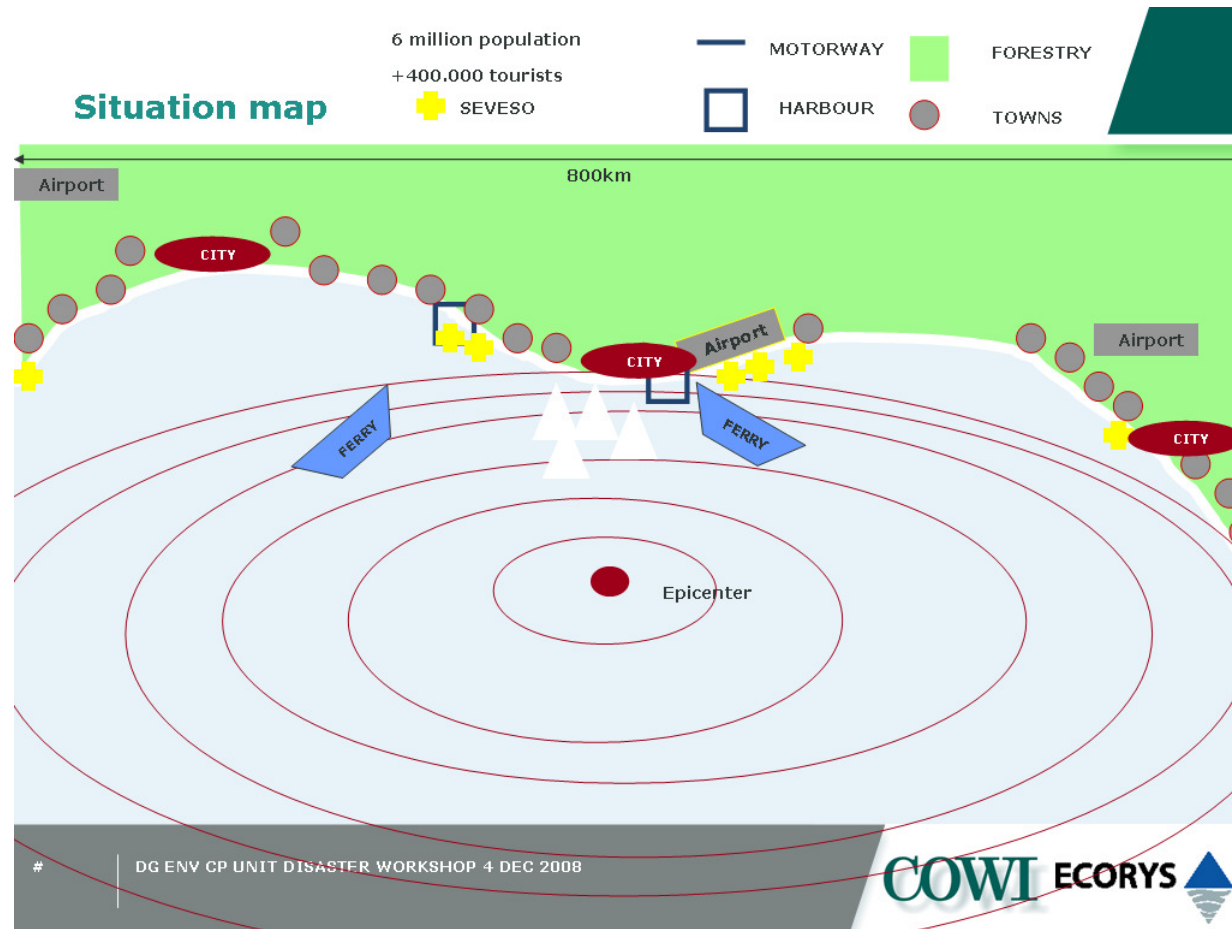 6 million population
+400.000 tourists
SEVESO
MOTORWAY
HARBOUR
FORESTRY
TOWNS
Situation map
800km
Airport
CITY
Airport
CITY
Airport
CITY
FERRY
FERRY
Epicenter
#
DG ENV CP UNIT DISASTER WORKSHOP 4 DEC 2008
COWI
ECORYS